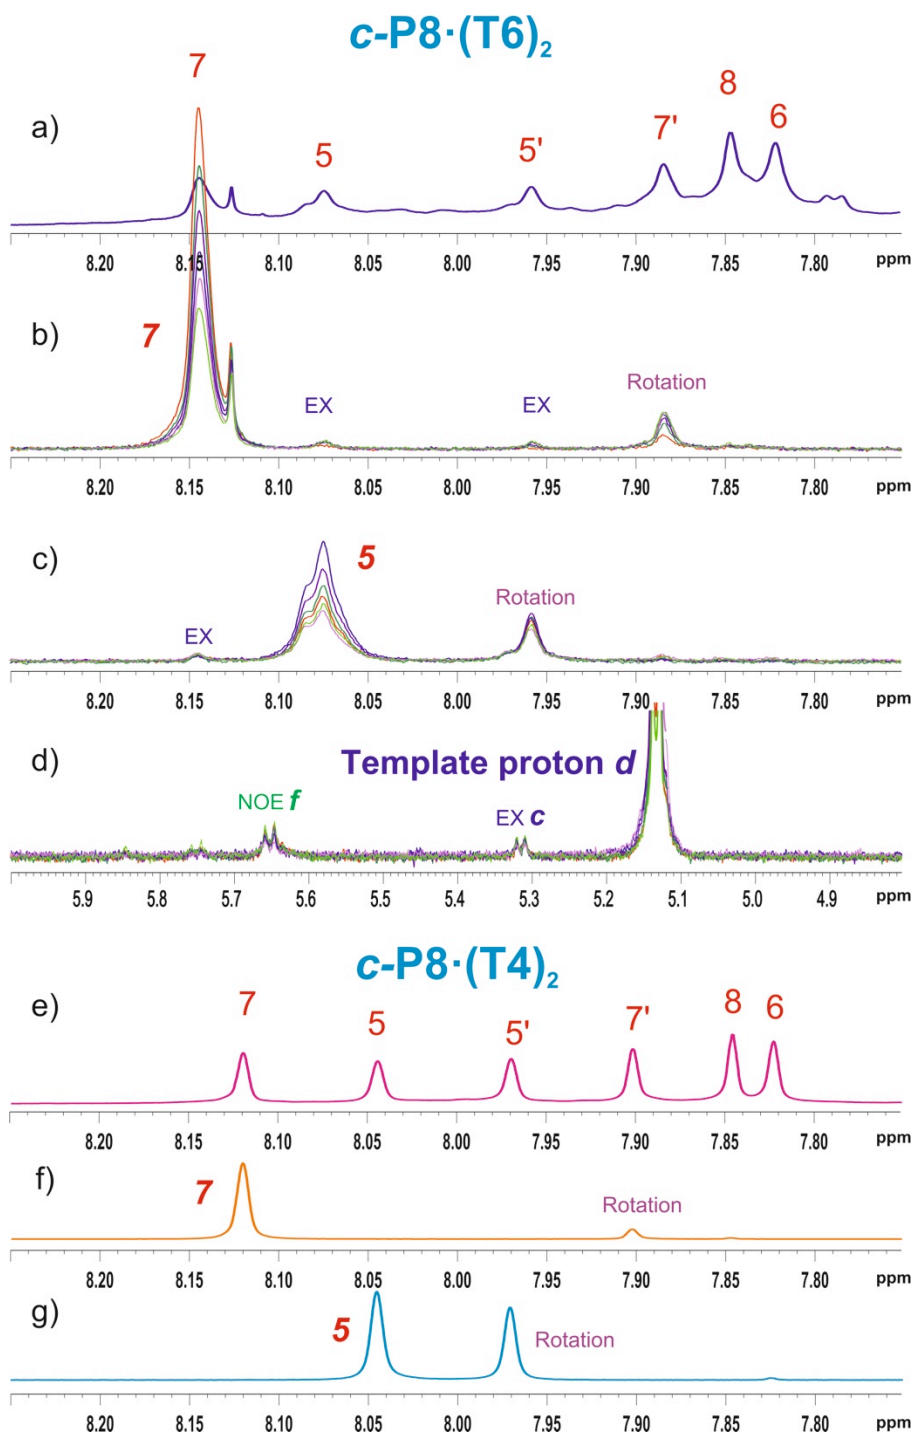 c-P8·(T6)₂
a)
7 5 5' 7' 8 6
8.20 8.15 8.10 8.05 8.00 7.95 7.90 7.85 7.80 ppm
b)
7 EX EX Rotation
8.20 8.15 8.10 8.05 8.00 7.95 7.90 7.85 7.80 ppm
c)
EX 5 Rotation
8.20 8.15 8.10 8.05 8.00 7.95 7.90 7.85 7.80 ppm
d)
Template proton d
NOE f EX c
5.9 5.8 5.7 5.6 5.5 5.4 5.3 5.2 5.1 5.0 4.9 ppm
c-P8·(T4)₂
e)
7 5 5' 7' 8 6
8.20 8.15 8.10 8.05 8.00 7.95 7.90 7.85 7.80 ppm
f)
7 Rotation
8.20 8.15 8.10 8.05 8.00 7.95 7.90 7.85 7.80 ppm
g)
5 Rotation
8.20 8.15 8.10 8.05 8.00 7.95 7.90 7.85 7.80 ppm